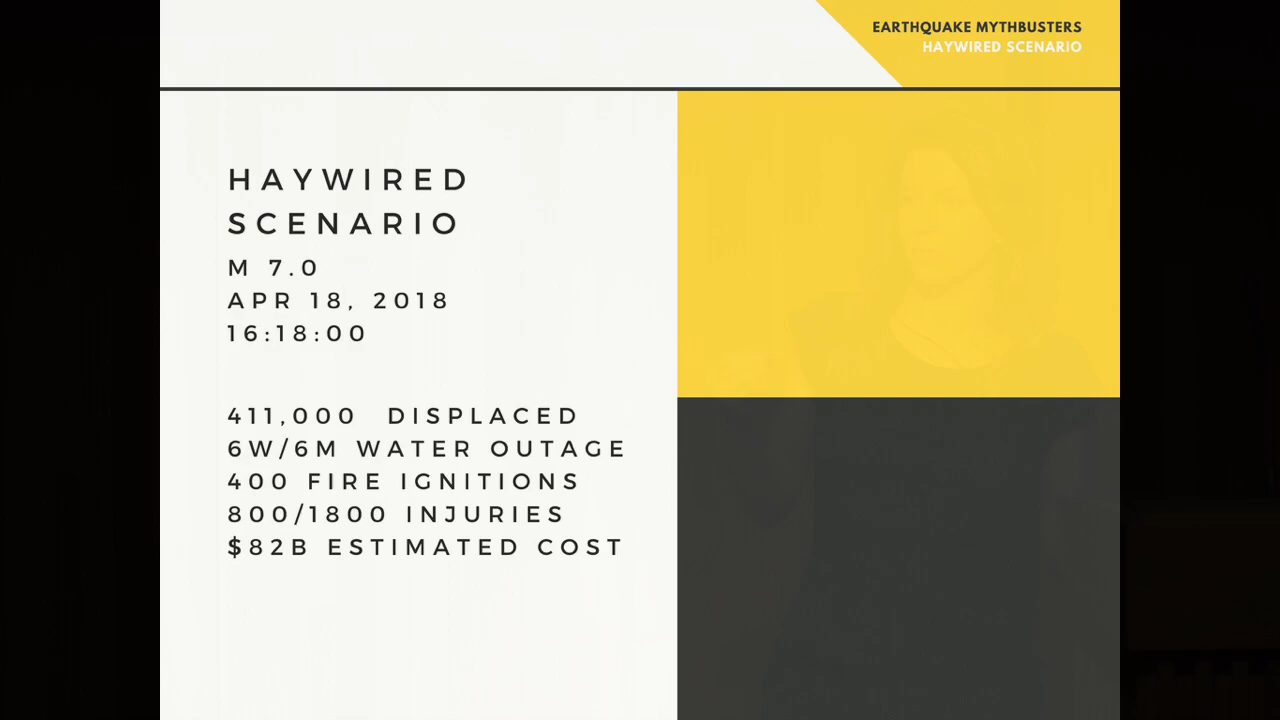 EARTHQUAKE MYTHBUSTERS
HAYWIRED SCENARIO
HAYWIRED
SCENARIO
M 7.0
APR 18, 2018
16:18:00
411,000 DISPLACED
6W/6M WATER OUTAGE
400 FIRE IGNITIONS
800/1800 INJURIES
$82B ESTIMATED COST